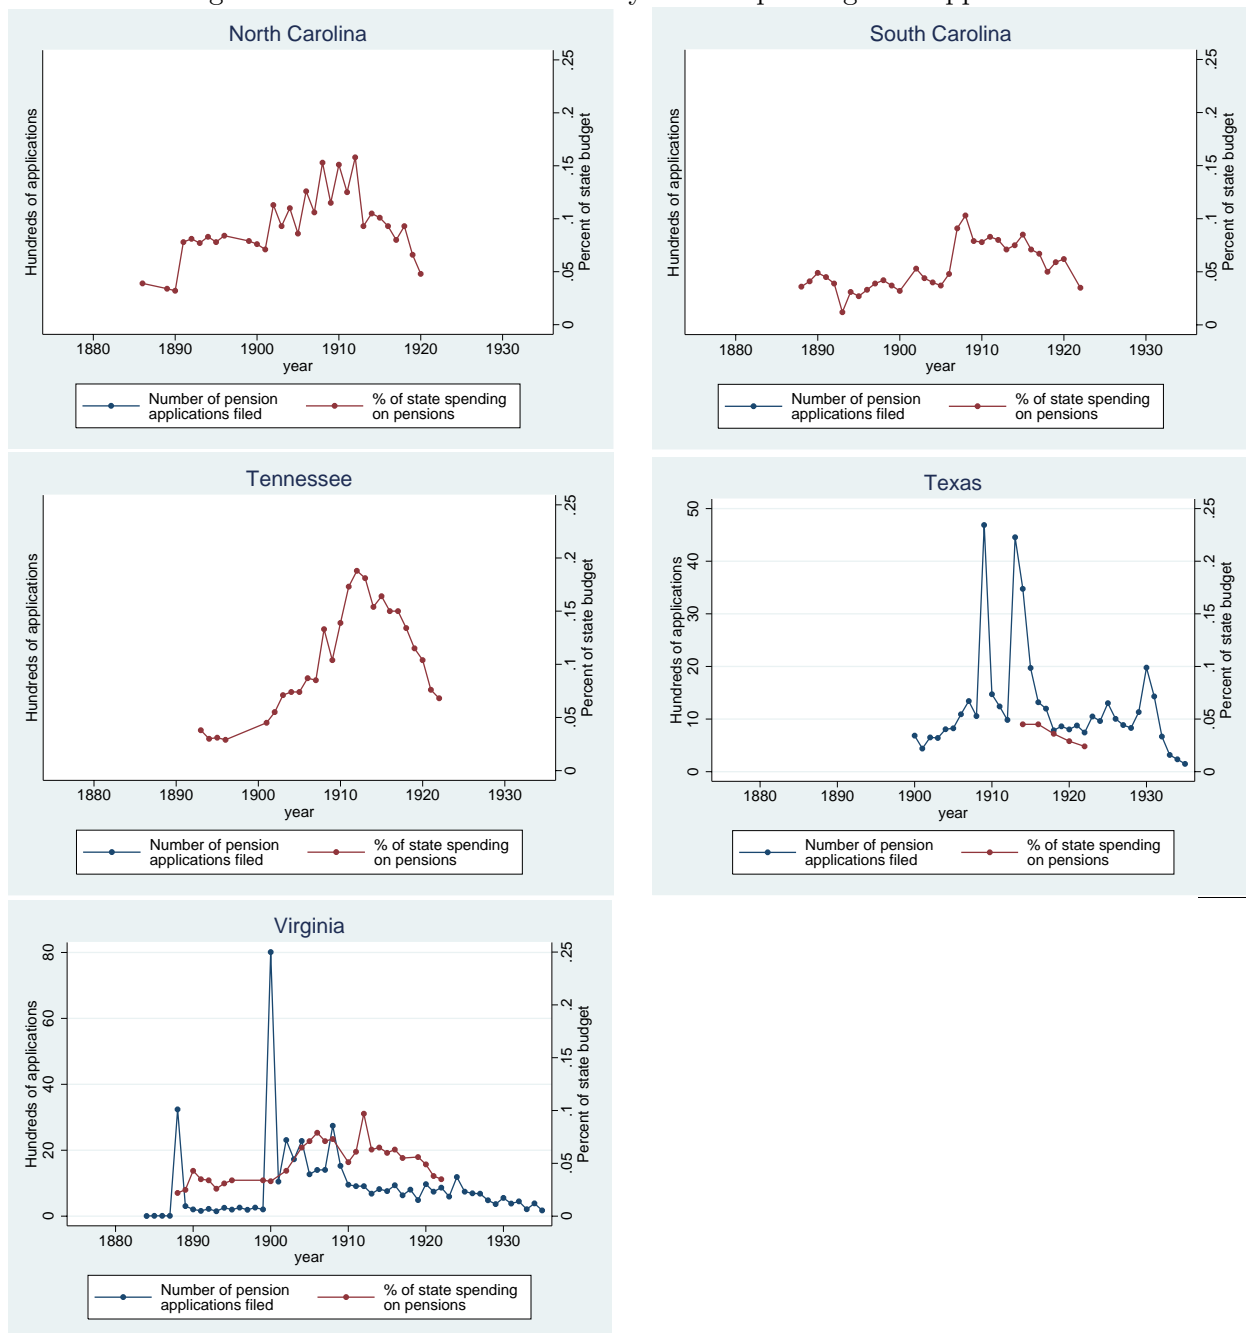 North Carolina
Hundreds of applications
0 .05 .1 .15 .2 .25
Percent of state budget
1880 1890 1900 1910 1920 1930
year
Number of pension applications filed
% of state spending on pensions
South Carolina
Hundreds of applications
0 .05 .1 .15 .2 .25
Percent of state budget
1880 1890 1900 1910 1920 1930
year
Number of pension applications filed
% of state spending on pensions
Tennessee
Hundreds of applications
0 .05 .1 .15 .2 .25
Percent of state budget
1880 1890 1900 1910 1920 1930
year
Number of pension applications filed
% of state spending on pensions
Texas
Hundreds of applications
0 10 20 30 40 50
0 .05 .1 .15 .2 .25
Percent of state budget
1880 1890 1900 1910 1920 1930
year
Number of pension applications filed
% of state spending on pensions
Virginia
Hundreds of applications
0 20 40 60 80
0 .05 .1 .15 .2 .25
Percent of state budget
1880 1890 1900 1910 1920 1930
year
Number of pension applications filed
% of state spending on pensions